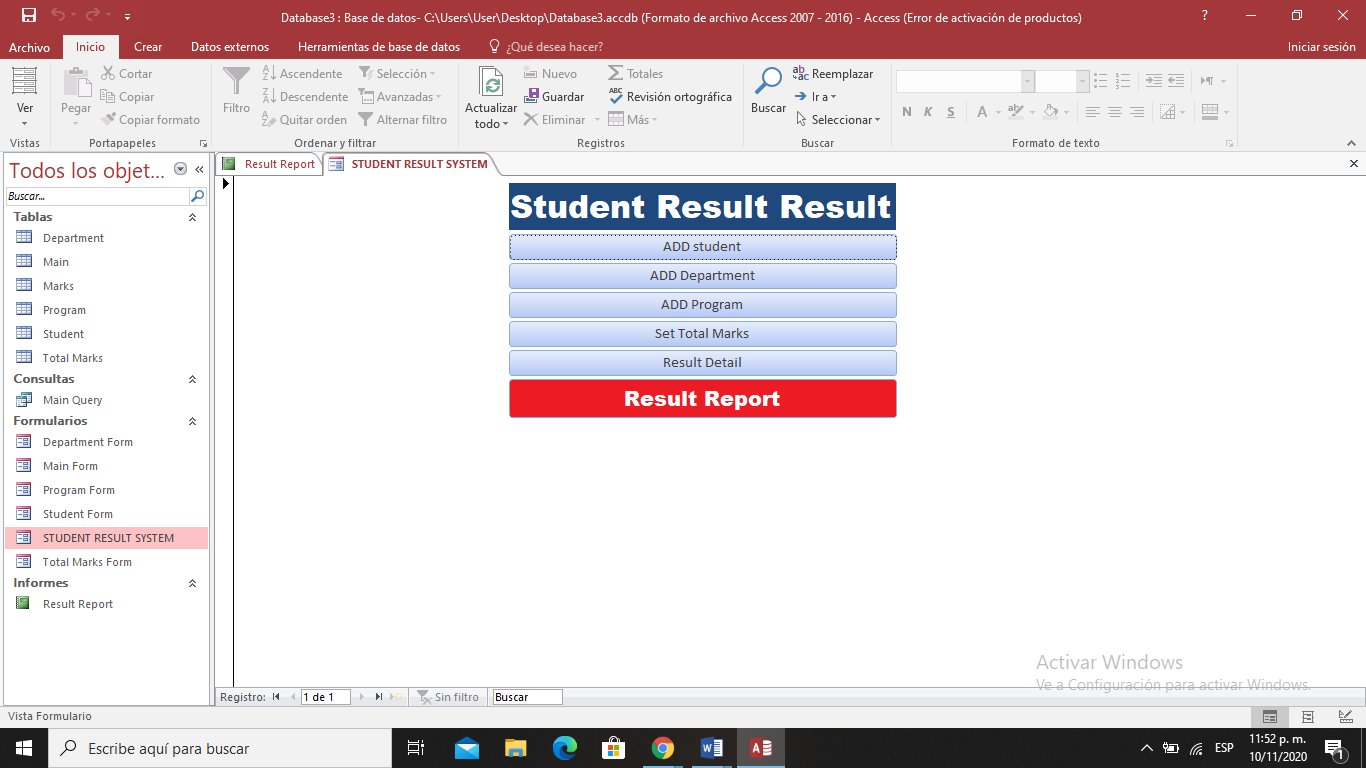 Database3 : Base de datos- C:\Users\User\Desktop\Database3.accdb (Formato de archivo Access 2007 - 2016) - Access (Error de activación de productos)
?
Archivo Inicio Crear Datos externos Herramientas de base de datos ¿Qué desea hacer? Iniciar sesión
Ver
Vistas
Pegar
Cortar
Copiar
Copiar formato
Portapapeles
Filtro
Ascendente
Descendente
Quitar orden
Selección
Avanzadas
Alternar filtro
Ordenar y filtrar
Actualizar
todo
Nuevo
Guardar
Eliminar
Totales
Revisión ortográfica
Más
Registros
Buscar
Reemplazar
Ir a
Seleccionar
Buscar
N K S A
Formato de texto
Todos los objet...
Buscar...
Tablas
Department
Main
Marks
Program
Student
Total Marks
Consultas
Main Query
Formularios
Department Form
Main Form
Program Form
Student Form
STUDENT RESULT SYSTEM
Total Marks Form
Informes
Result Report
Result Report STUDENT RESULT SYSTEM
Student Result Result
ADD student
ADD Department
ADD Program
Set Total Marks
Result Detail
Result Report
Activar Windows
Ve a Configuración para activar Windows.
Registro: 1 de 1 Sin filtro Buscar
Vista Formulario
Escribe aquí para buscar
ESP
11:52 p. m.
10/11/2020
1